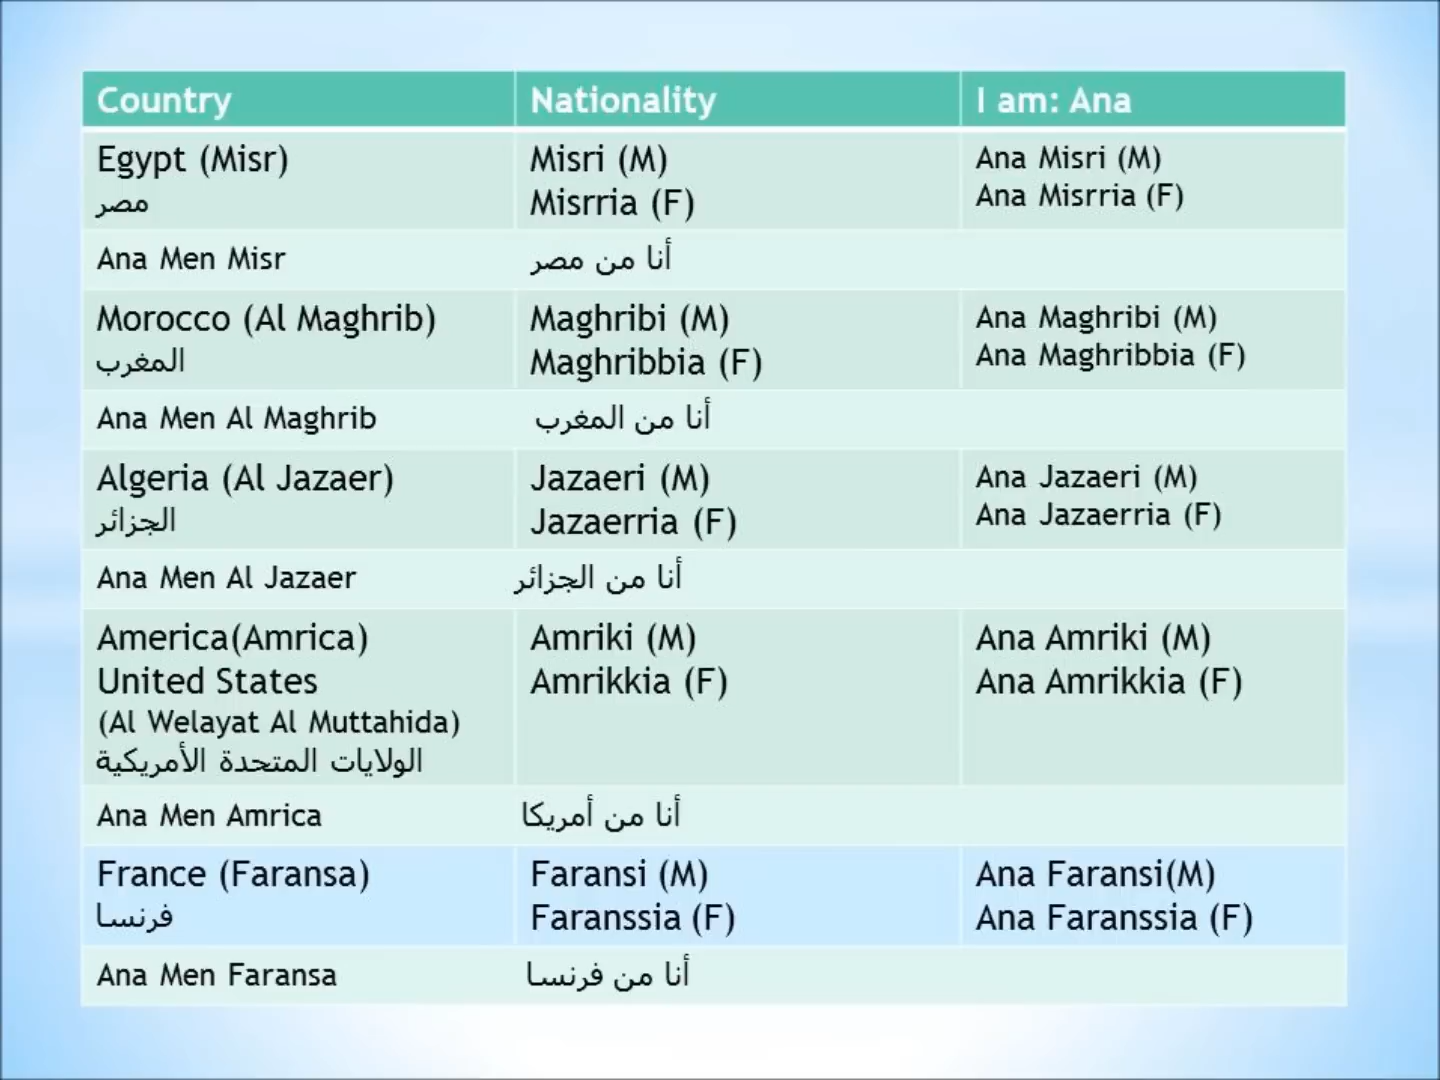 Country Nationality I am: Ana
Egypt (Misr) Misri (M) Ana Misri (M)
مصر Misrria (F) Ana Misrria (F)
Ana Men Misr أنا من مصر
Morocco (Al Maghrib) Maghribi (M) Ana Maghribi (M)
المغرب Maghribbia (F) Ana Maghribbia (F)
Ana Men Al Maghrib أنا من المغرب
Algeria (Al Jazaer) Jazaeri (M) Ana Jazaeri (M)
الجزائر Jazaerria (F) Ana Jazaerria (F)
Ana Men Al Jazaer أنا من الجزائر
America(Amrica) Amriki (M) Ana Amriki (M)
United States Amrikkia (F) Ana Amrikkia (F)
(Al Welayat Al Muttahida)
الولايات المتحدة الأمريكية
Ana Men Amrica أنا من أمريكا
France (Faransa) Faransi (M) Ana Faransi(M)
فرنسا Faranssia (F) Ana Faranssia (F)
Ana Men Faransa أنا من فرنسا